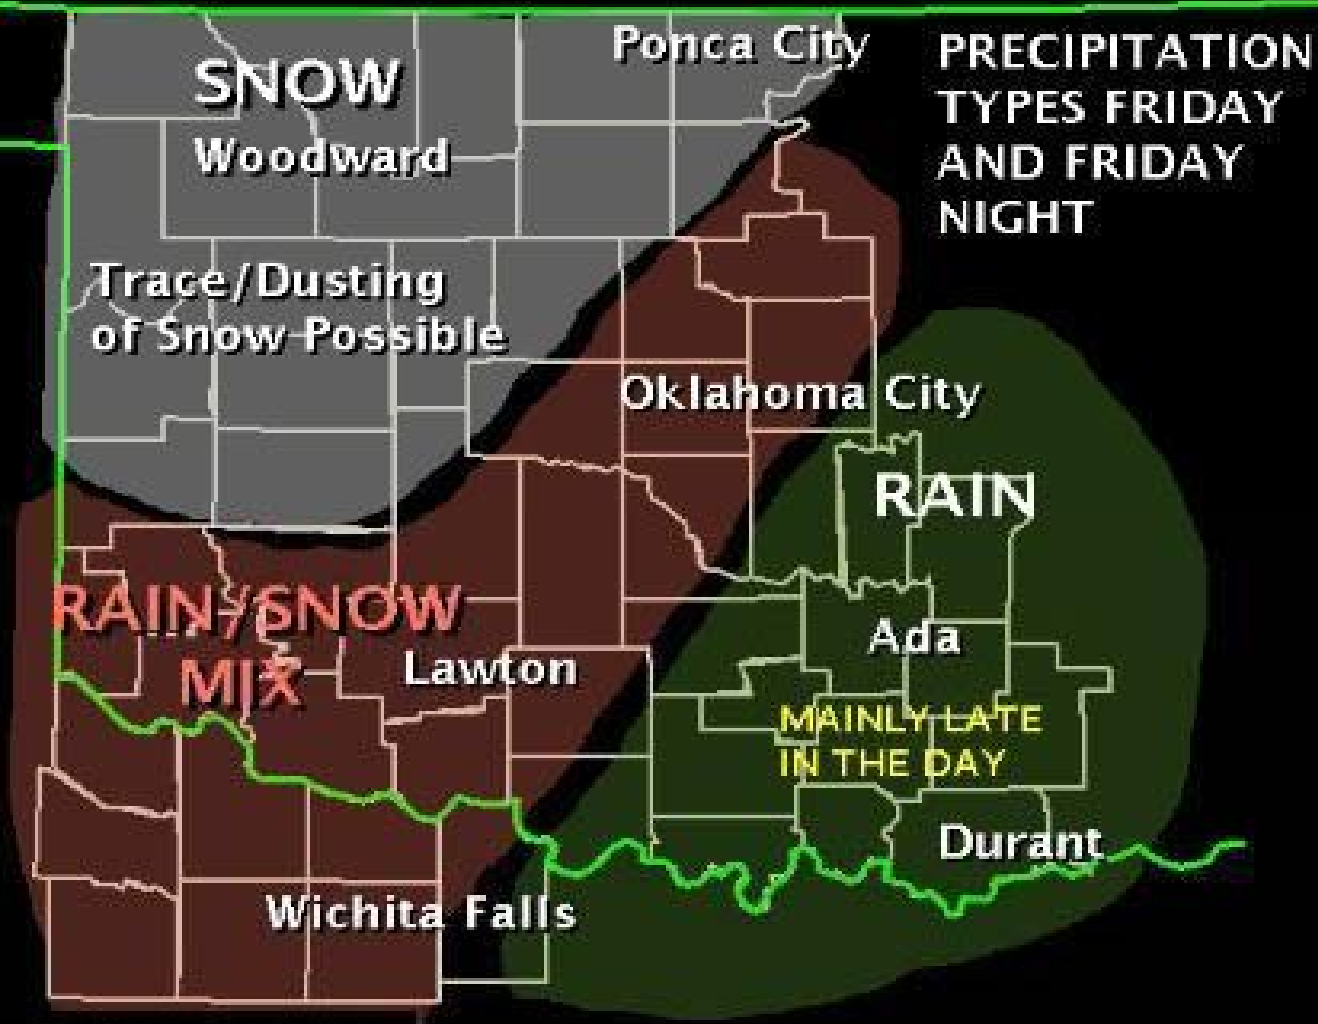 PRECIPITATION
TYPES FRIDAY
AND FRIDAY
NIGHT
Ponca City
SNOW
Woodward
Trace/Dusting
of Snow Possible
Oklahoma City
RAIN
RAIN/SNOW
MIX
Lawton
Ada
MAINLY LATE
IN THE DAY
Durant
Wichita Falls